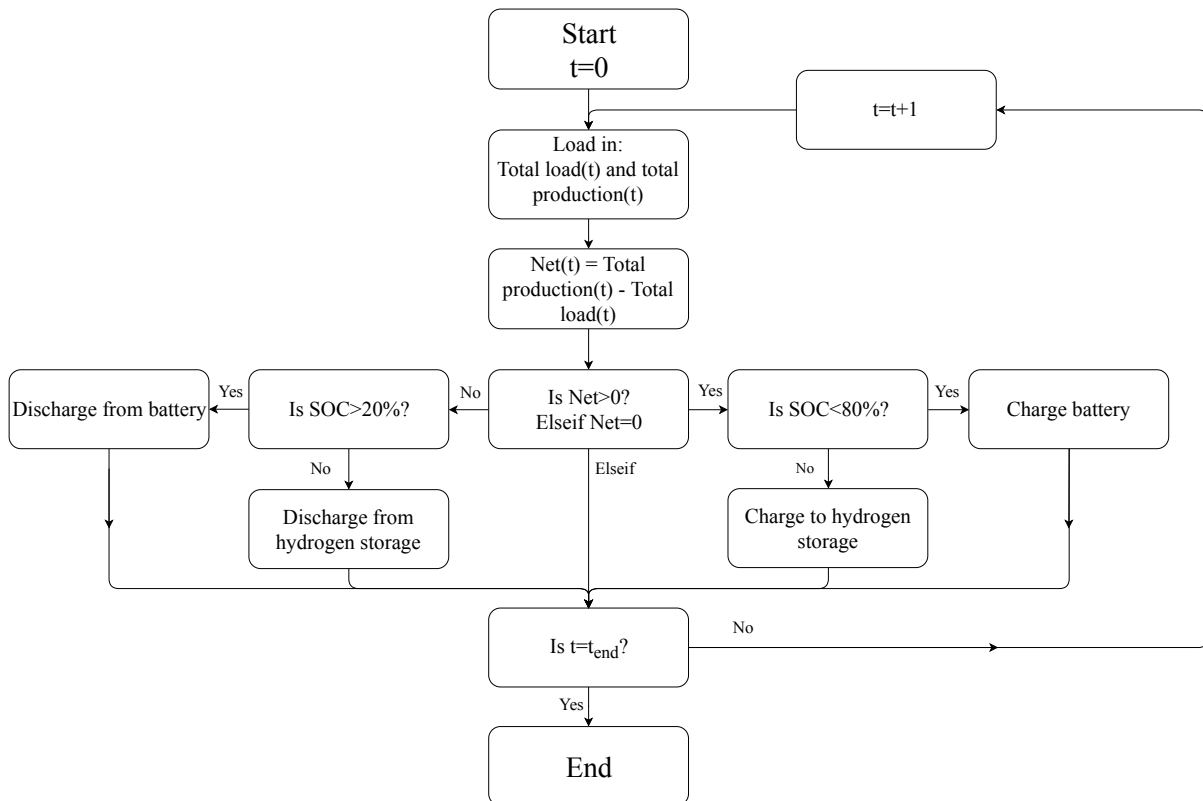 Start
t=0
t=t+1
Load in:
Total load(t) and total
production(t)
Net(t) = Total
production(t) - Total
load(t)
Discharge from battery
Yes
Is SOC>20%?
No
Is Net>0?
Elseif Net=0
Yes
Is SOC<80%?
Yes
Charge battery
No
Elseif
No
Discharge from
hydrogen storage
Charge to hydrogen
storage
Is t=tend?
No
Yes
End